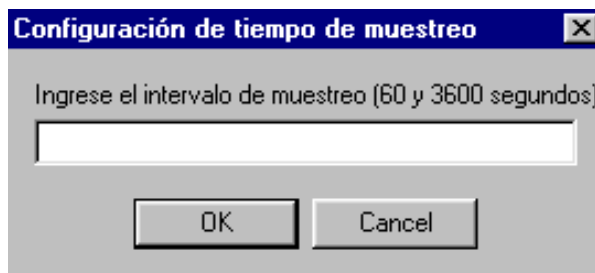 Configuración de tiempo de muestreo
Ingrese el intervalo de muestreo (60 y 3600 segundos)
OK
Cancel